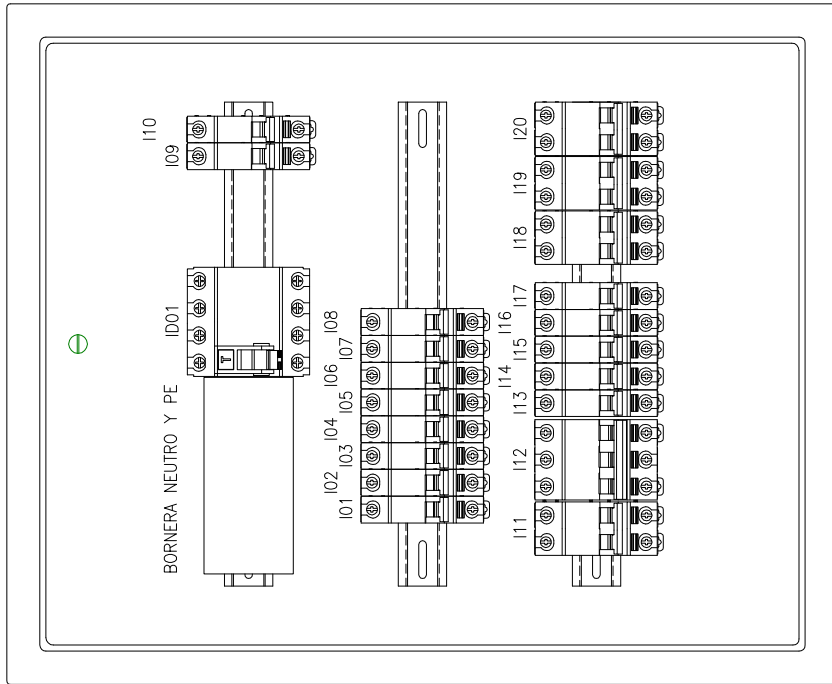 I10
I09
ID01
T
BORNERA NEUTRO Y PE
I08
I07
I06
I05
I04
I03
I02
I01
I20
I19
I18
I17
I16
I15
I14
I13
I12
I11